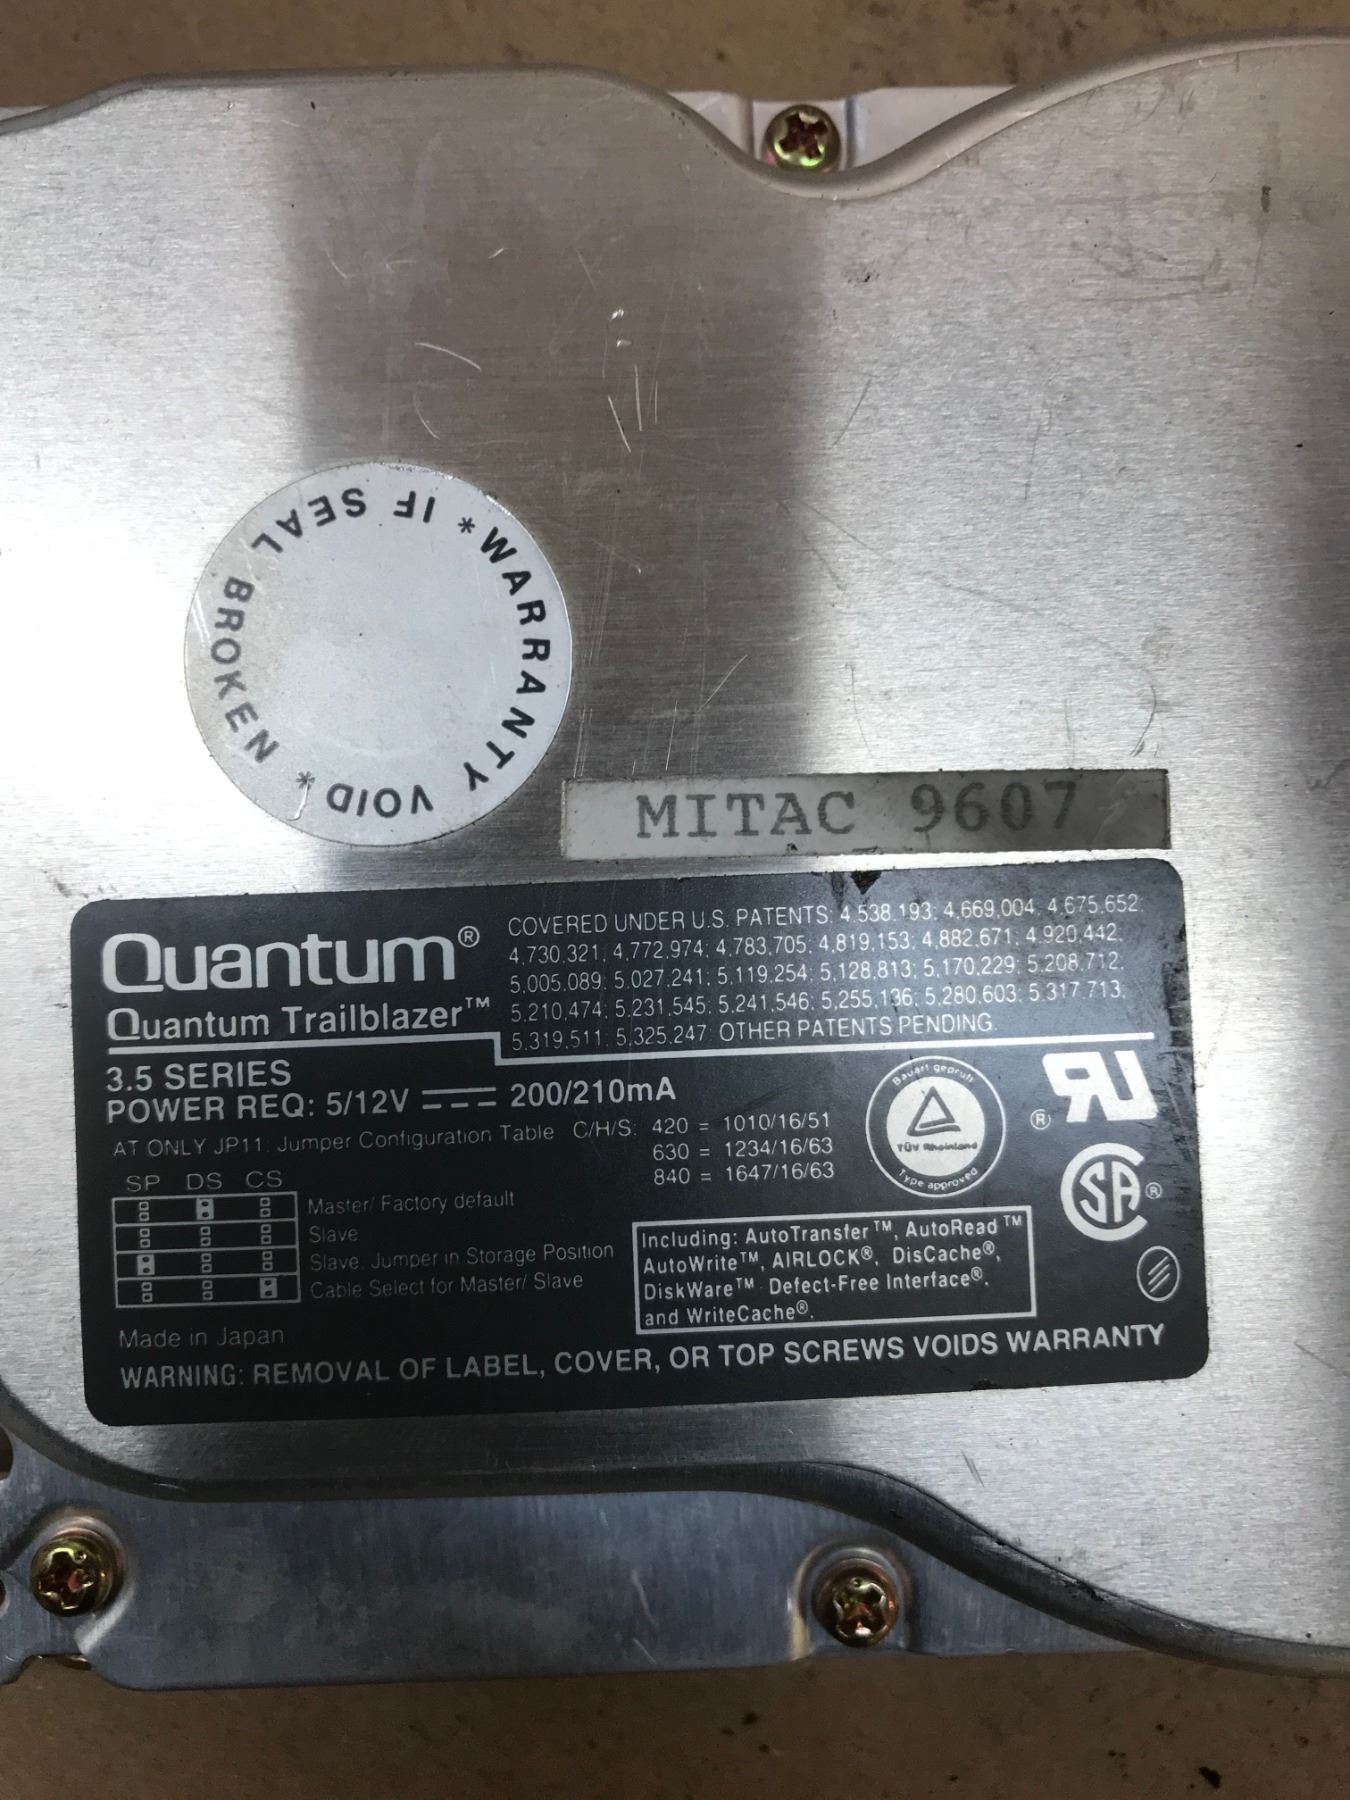 *WARRANTY VOID* BROKEN SEAL IF
MITAC 9607
Quantum®
Quantum Trailblazer™
COVERED UNDER U.S. PATENTS: 4,538,193; 4,669,004; 4,675,652;
4,730,321; 4,772,974; 4,783,705; 4,819,153; 4,882,671; 4,920,442;
5,005,089; 5,027,241; 5,119,254; 5,128,813; 5,170,229; 5,208,712;
5,210,474; 5,231,545; 5,241,546; 5,255,136; 5,280,603; 5,317,713;
5,319,511; 5,325,247 OTHER PATENTS PENDING.
3.5 SERIES
POWER REQ: 5/12V ⎓ 200/210mA
AT ONLY JP11: Jumper Configuration Table C/H/S: 420 = 1010/16/51
630 = 1234/16/63
840 = 1647/16/63
SP DS CS
Master/ Factory default
Slave
Slave, Jumper in Storage Position
Cable Select for Master/ Slave
Bauart geprüft
TÜV Rheinland
Type approved
®
SA®
Including: AutoTransfer™, AutoRead™
AutoWrite™, AIRLOCK®, DisCache®,
DiskWare™ Defect-Free Interface®,
and WriteCache®.
Made in Japan
WARNING: REMOVAL OF LABEL, COVER, OR TOP SCREWS VOIDS WARRANTY